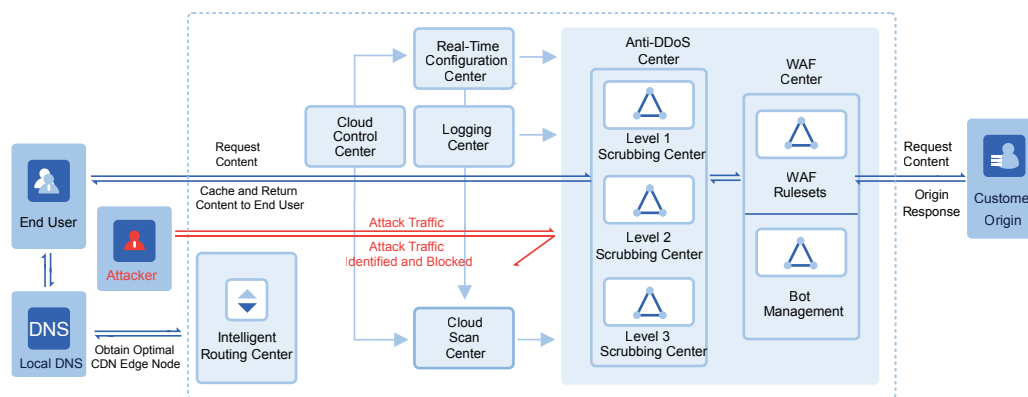 Real-Time
Configuration
Center
Anti-DDoS
Center
WAF
Center
Cloud
Control
Center
Logging
Center
Level 1
Scrubbing Center
Request
Content
Cache and Return
Content to End User
WAF
Rulesets
Request
Content
Origin
Response
Custome
Origin
End User
Attacker
Attack Traffic
Attack Traffic
Identified and Blocked
Level 2
Scrubbing Center
Bot
Management
DNS
Local DNS
Obtain Optimal
CDN Edge Node
Intelligent
Routing Center
Cloud
Scan
Center
Level 3
Scrubbing Center